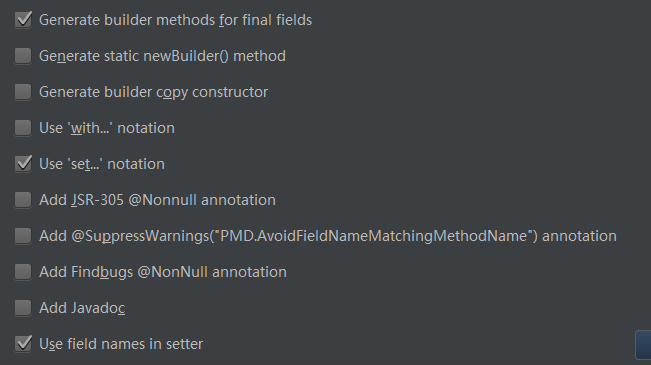 Generate builder methods for final fields
Generate static newBuilder() method
Generate builder copy constructor
Use 'with...' notation
Use 'set...' notation
Add JSR-305 @Nonnull annotation
Add @SuppressWarnings("PMD.AvoidFieldNameMatchingMethodName") annotation
Add Findbugs @NonNull annotation
Add Javadoc
Use field names in setter